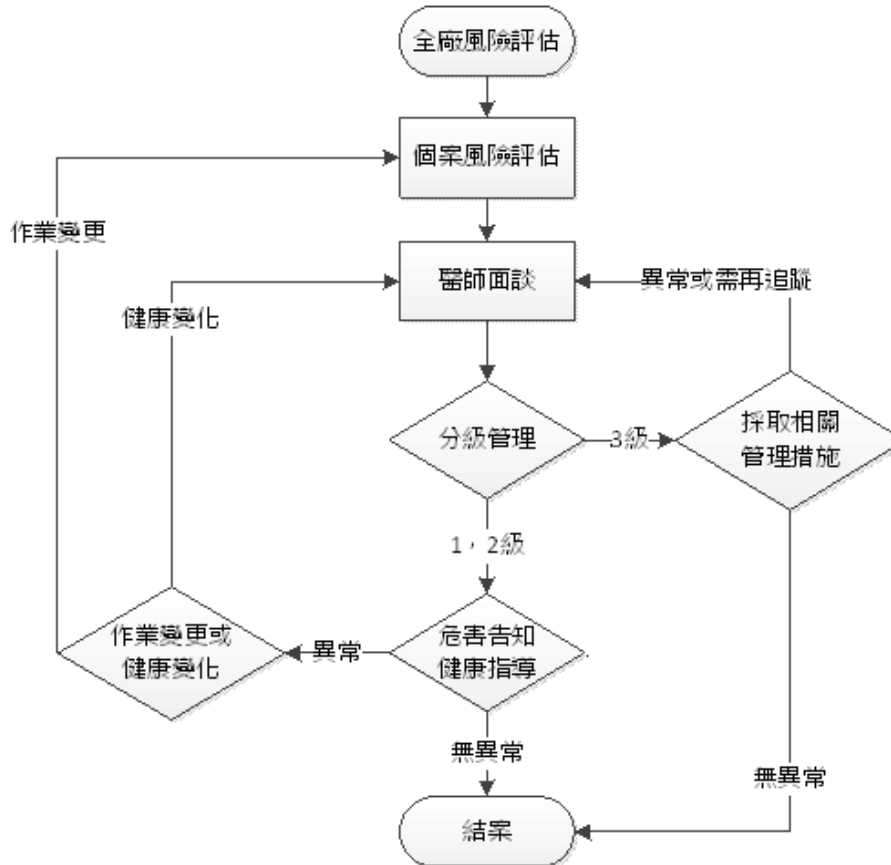 全廠風險評估
個案風險評估
作業變更
醫師面談
異常或需再追蹤
健康變化
分級管理
3級
採取相關
管理措施
1，2級
作業變更或
健康變化
異常
危害告知
健康指導
無異常
無異常
結案